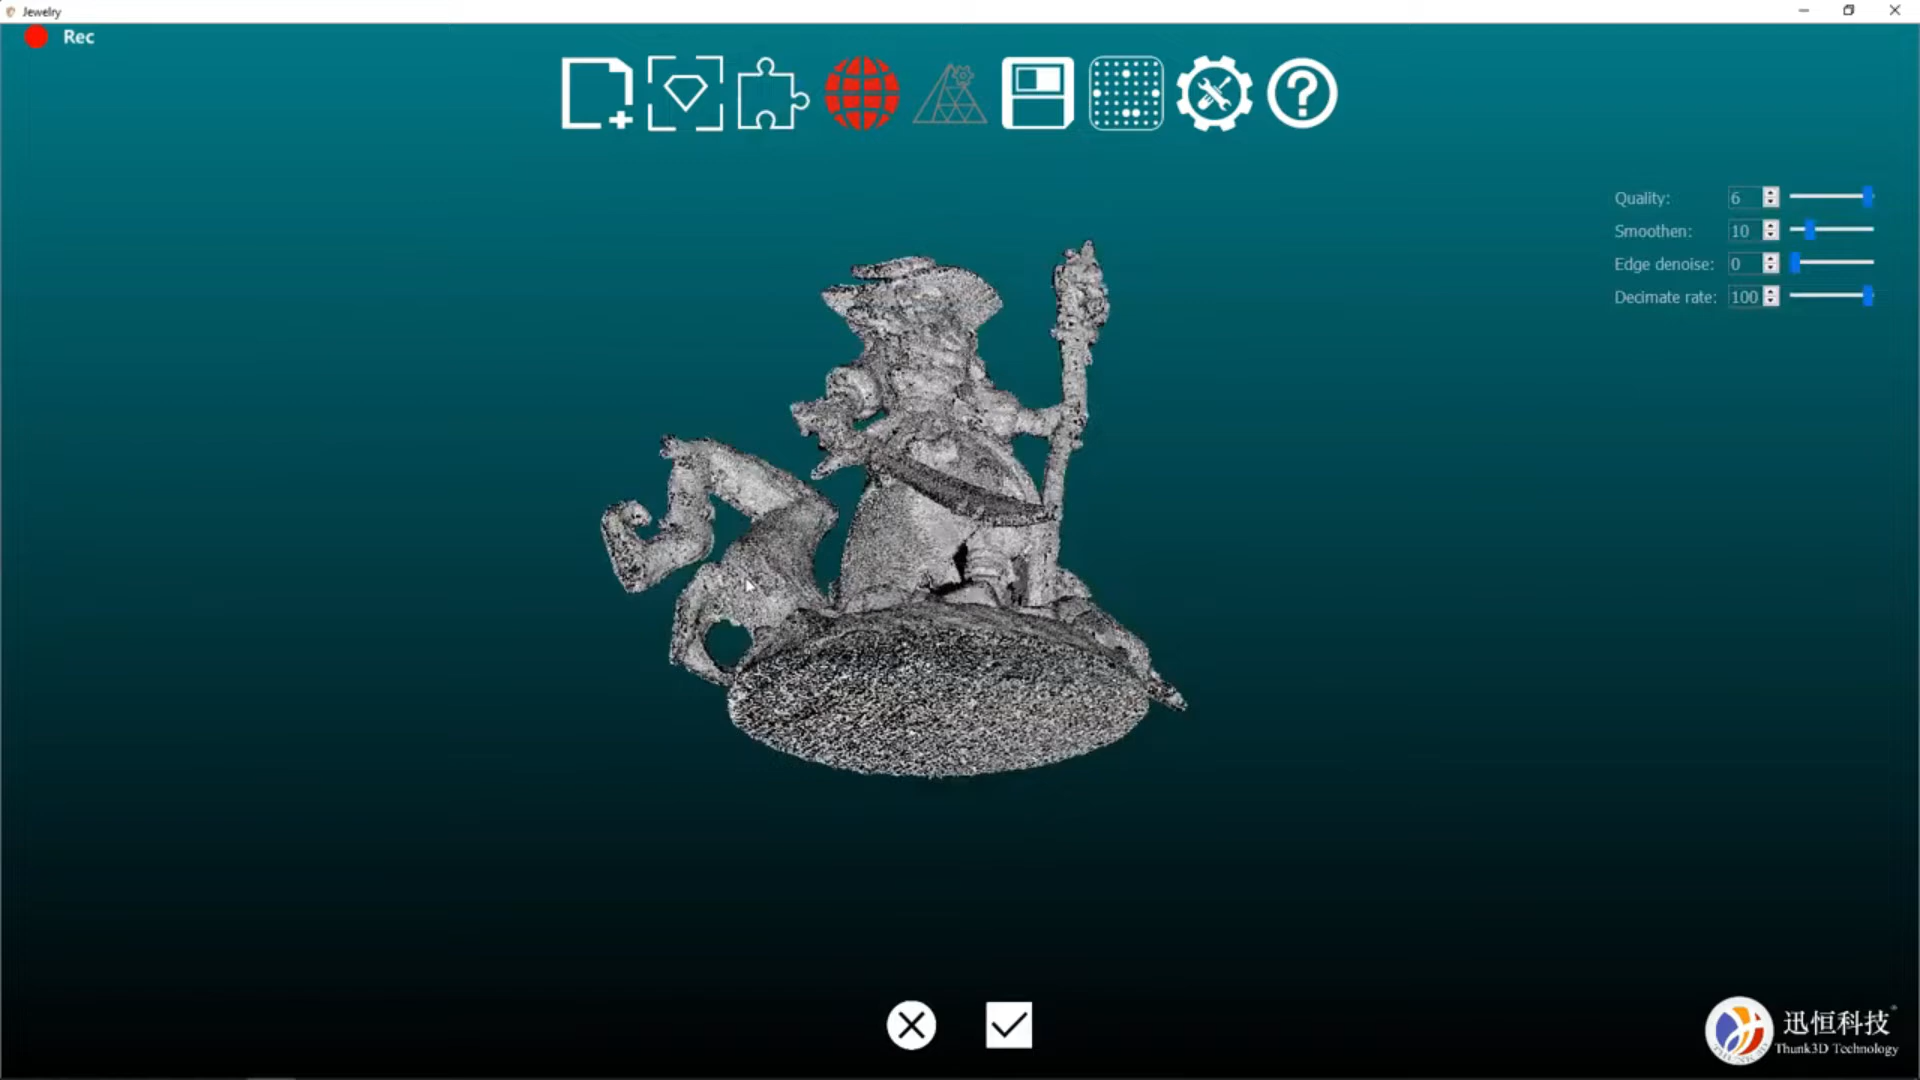 Jewelry
Rec
Quality: 6
Smoothen: 10
Edge denoise: 0
Decimate rate: 100
迅恒科技
Thunk3D Technology